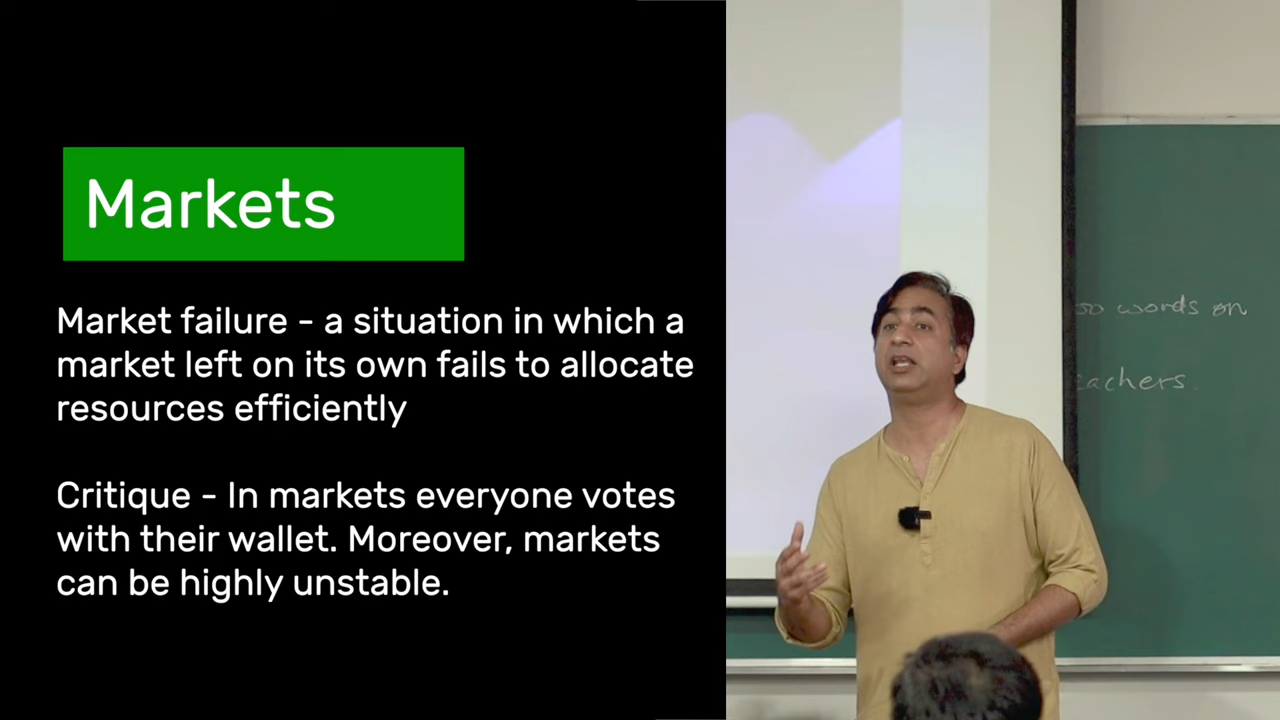 Markets
Market failure - a situation in which a
market left on its own fails to allocate
resources efficiently
Critique - In markets everyone votes
with their wallet. Moreover, markets
can be highly unstable.
words on